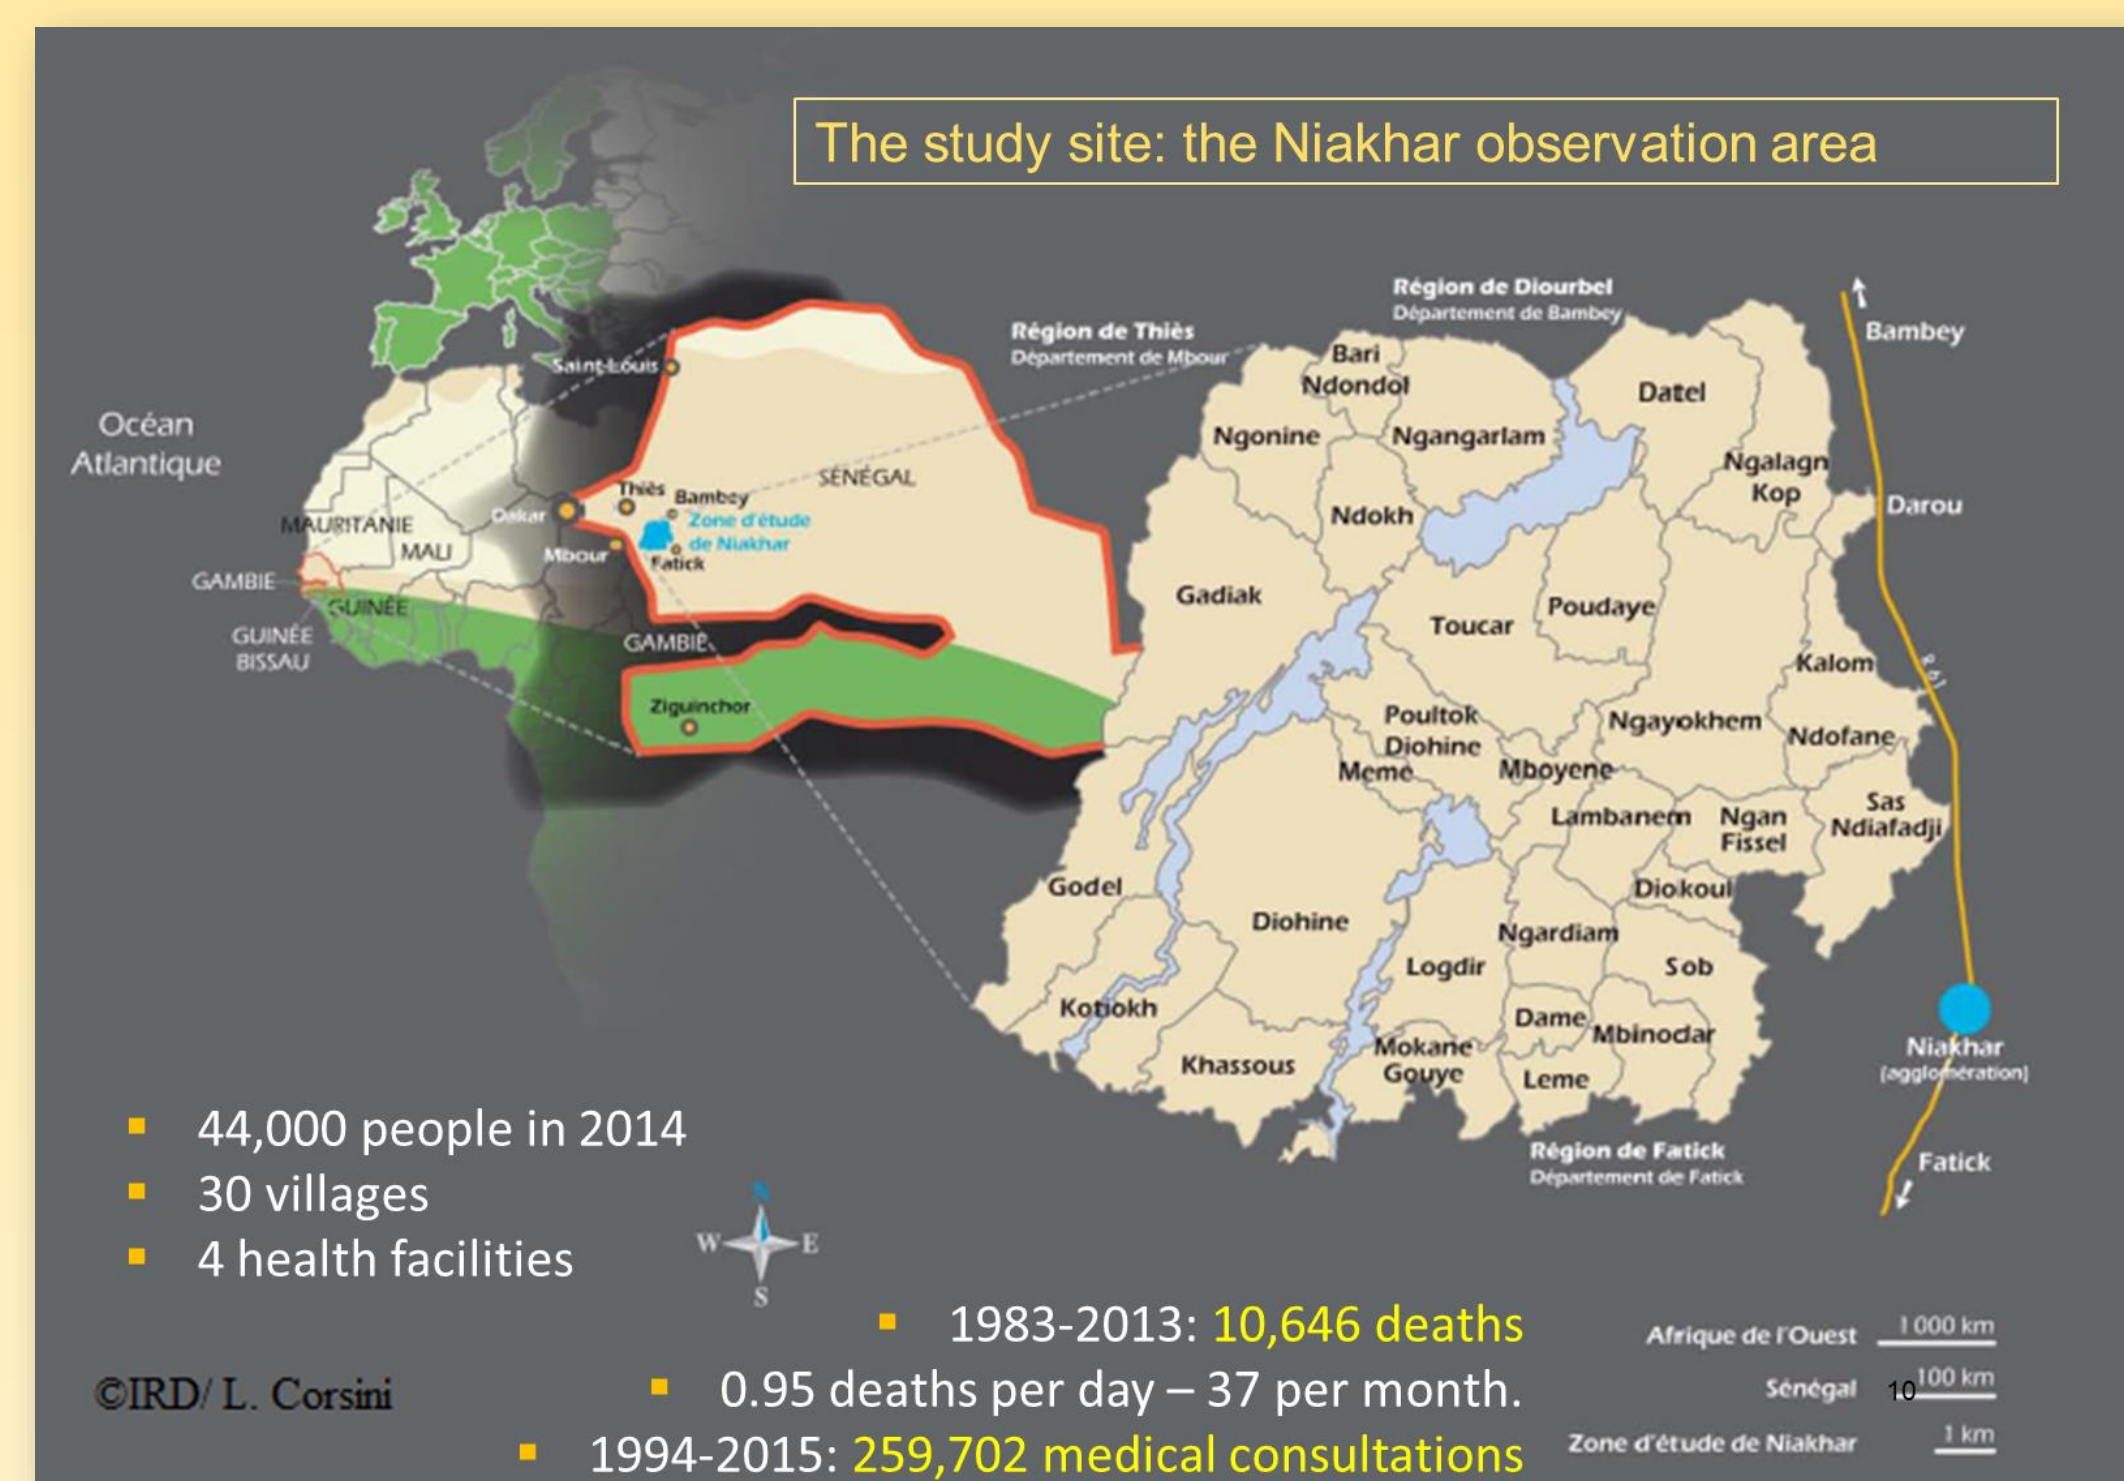 The study site: the Niakhar observation area
Océan
Atlantique
MAURITANIE
MALI
GAMBIE
GUINÉE
GUINÉE
BISSAU
Saint-Louis
Dakar
Thiès
Bambey
SÉNÉGAL
Zone d'étude
de Niakhar
Mbour
Fatick
GAMBIE
Ziguinchor
Région de Thiès
Département de Mbour
Région de Diourbel
Département de Bambey
Bari
Ndondol
Ngonine
Ngangarlam
Datel
Ngalagn
Kop
Ndokh
Gadiak
Toucar
Poudaye
Kalom
Poultok
Diohine
Meme
Mboyene
Ngayokhem
Ndofane
Lambanem
Ngan
Fissel
Sas
Ndiafadji
Godel
Diohine
Diokoul
Ngardiam
Logdir
Sob
Kotiokh
Dame
Mbinodar
Khassous
Mokane
Gouye
Leme
Bambey
Darou
R 61
Niakhar
(agglomération)
Fatick
Région de Fatick
Département de Fatick
44,000 people in 2014
30 villages
4 health facilities
N
W E
S
1983-2013: 10,646 deaths
0.95 deaths per day – 37 per month.
1994-2015: 259,702 medical consultations
©IRD/ L. Corsini
Afrique de l'Ouest 1 000 km
Sénégal 100 km
10
Zone d'étude de Niakhar 1 km